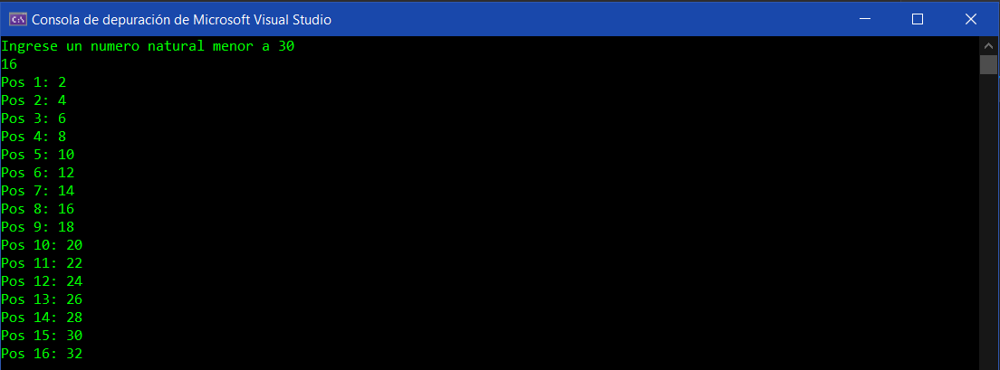 Consola de depuración de Microsoft Visual Studio
Ingrese un numero natural menor a 30
16
Pos 1: 2
Pos 2: 4
Pos 3: 6
Pos 4: 8
Pos 5: 10
Pos 6: 12
Pos 7: 14
Pos 8: 16
Pos 9: 18
Pos 10: 20
Pos 11: 22
Pos 12: 24
Pos 13: 26
Pos 14: 28
Pos 15: 30
Pos 16: 32